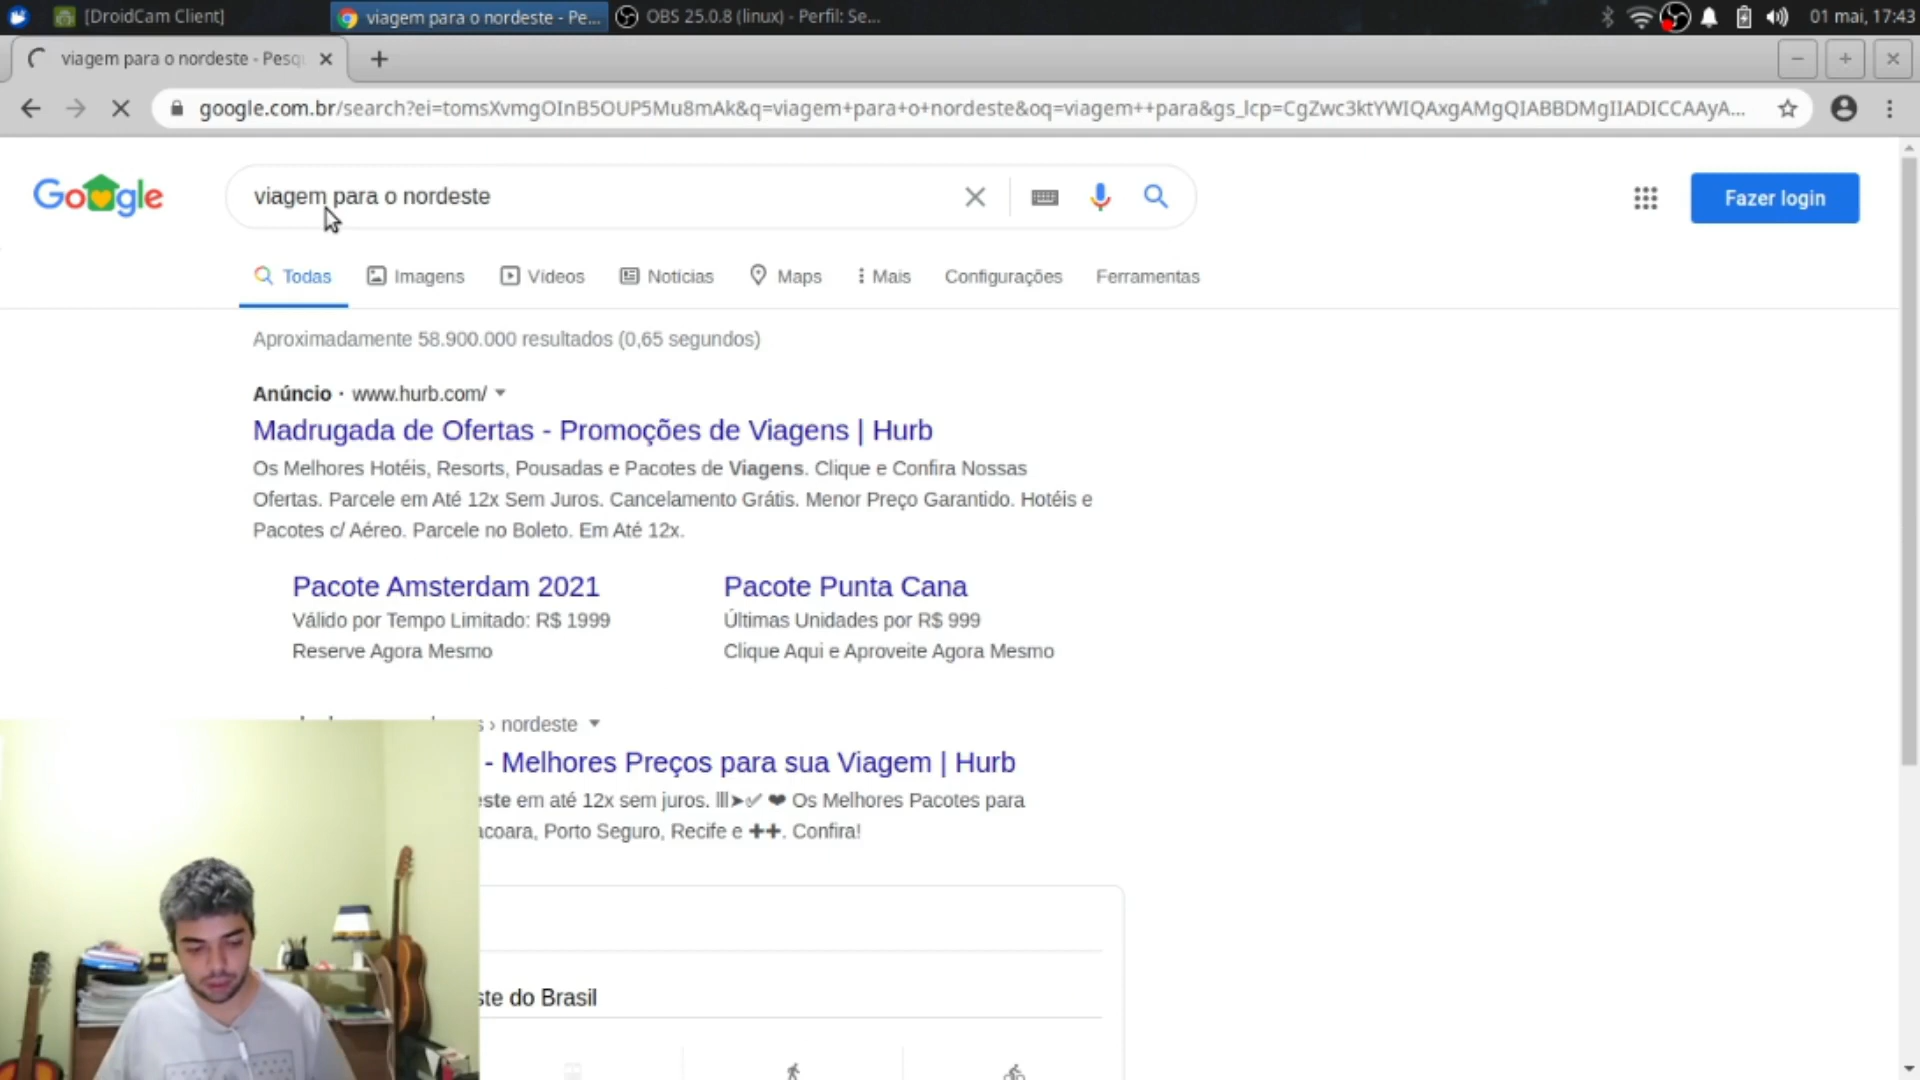 [DroidCam Client]
viagem para o nordeste - Pe...
OBS 25.0.8 (linux) - Perfil: Se...
01 mai, 17:43
viagem para o nordeste - Pesq
google.com.br/search?ei=tomsXvmgOInB5OUP5Mu8mAk&q=viagem+para+o+nordeste&oq=viagem++para&gs_lcp=CgZwc3ktYWIQAxgAMgQIABBDMgIIADICCAAyA...
Google
viagem para o nordeste
Fazer login
Todas
Imagens
Vídeos
Notícias
Maps
Mais
Configurações
Ferramentas
Aproximadamente 58.900.000 resultados (0,65 segundos)
Anúncio · www.hurb.com/
Madrugada de Ofertas - Promoções de Viagens | Hurb
Os Melhores Hotéis, Resorts, Pousadas e Pacotes de Viagens. Clique e Confira Nossas
Ofertas. Parcele em Até 12x Sem Juros. Cancelamento Grátis. Menor Preço Garantido. Hotéis e
Pacotes c/ Aéreo. Parcele no Boleto. Em Até 12x.
Pacote Amsterdam 2021
Válido por Tempo Limitado: R$ 1999
Reserve Agora Mesmo
Pacote Punta Cana
Últimas Unidades por R$ 999
Clique Aqui e Aproveite Agora Mesmo
s › nordeste
- Melhores Preços para sua Viagem | Hurb
este em até 12x sem juros. lll➤✅ ❤ Os Melhores Pacotes para
acoara, Porto Seguro, Recife e ✚✚. Confira!
ste do Brasil